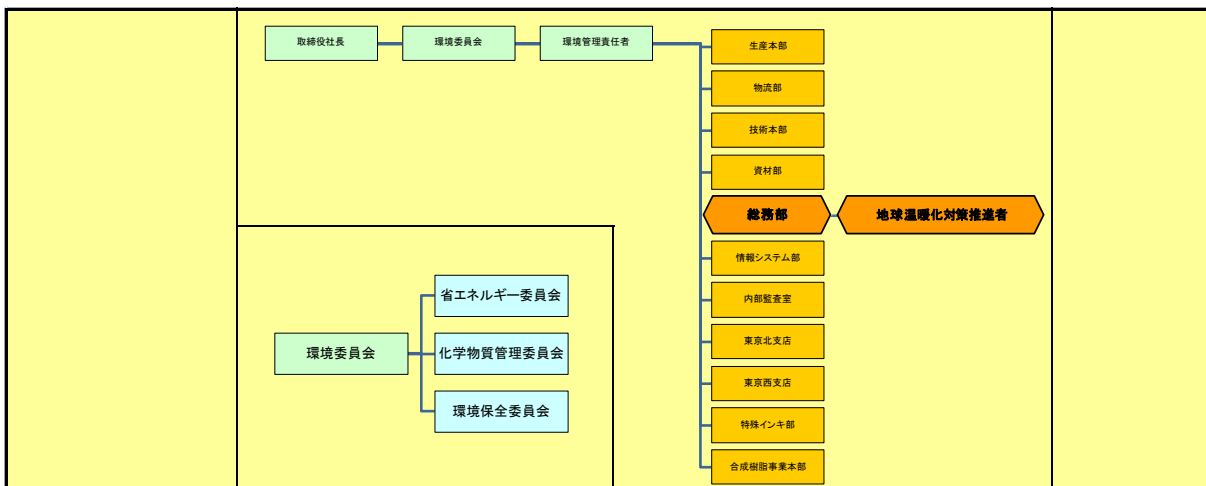 取締役社長
環境委員会
環境管理責任者
生産本部
物流部
技術本部
資材部
総務部
地球温暖化対策推進者
情報システム部
内部監査室
東京北支店
東京西支店
特殊インキ部
合成樹脂事業本部
環境委員会
省エネルギー委員会
化学物質管理委員会
環境保全委員会